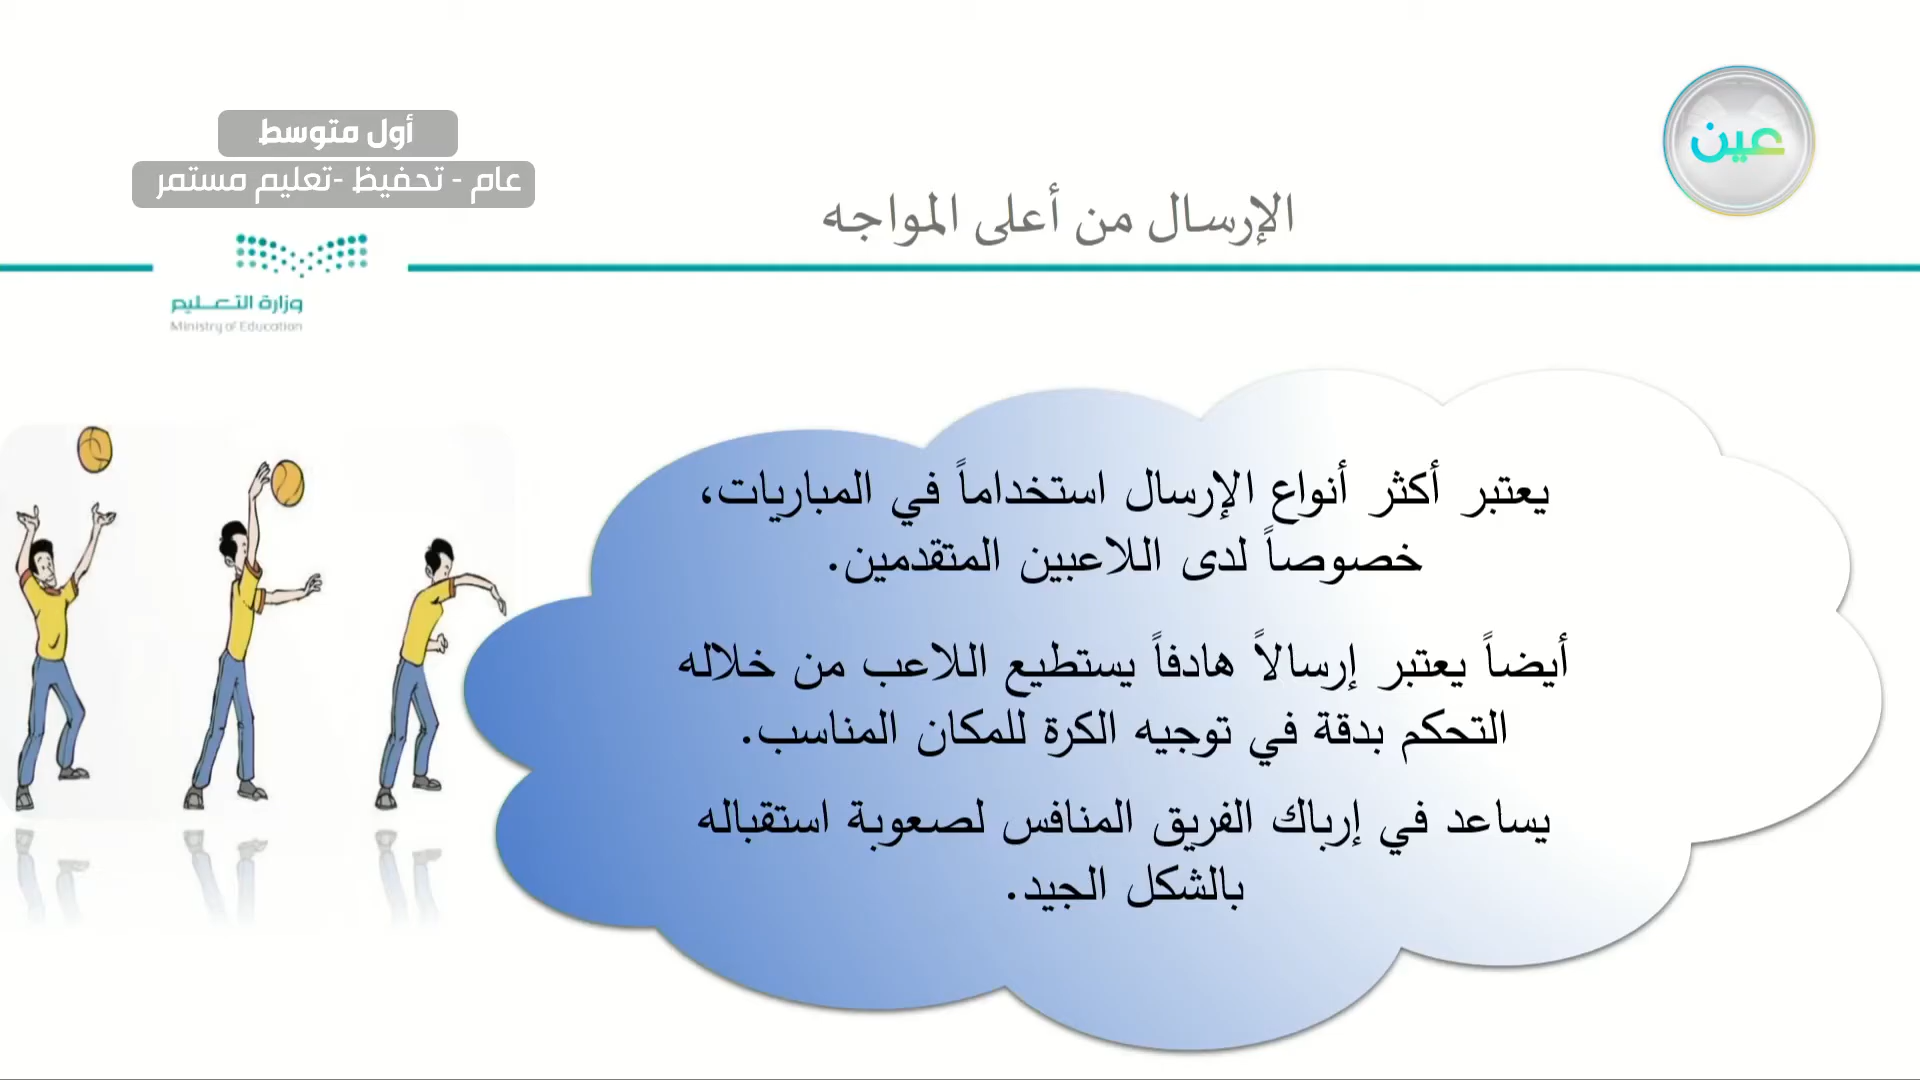 عين
أول متوسط
عام - تحفيظ -تعليم مستمر
الإرسال من أعلى المواجه
وزارة التعليم
Ministry of Education
يعتبر أكثر أنواع الإرسال استخداماً في المباريات،
خصوصاً لدى اللاعبين المتقدمين.
أيضاً يعتبر إرسالاً هادفاً يستطيع اللاعب من خلاله
التحكم بدقة في توجيه الكرة للمكان المناسب.
يساعد في إرباك الفريق المنافس لصعوبة استقباله
بالشكل الجيد.